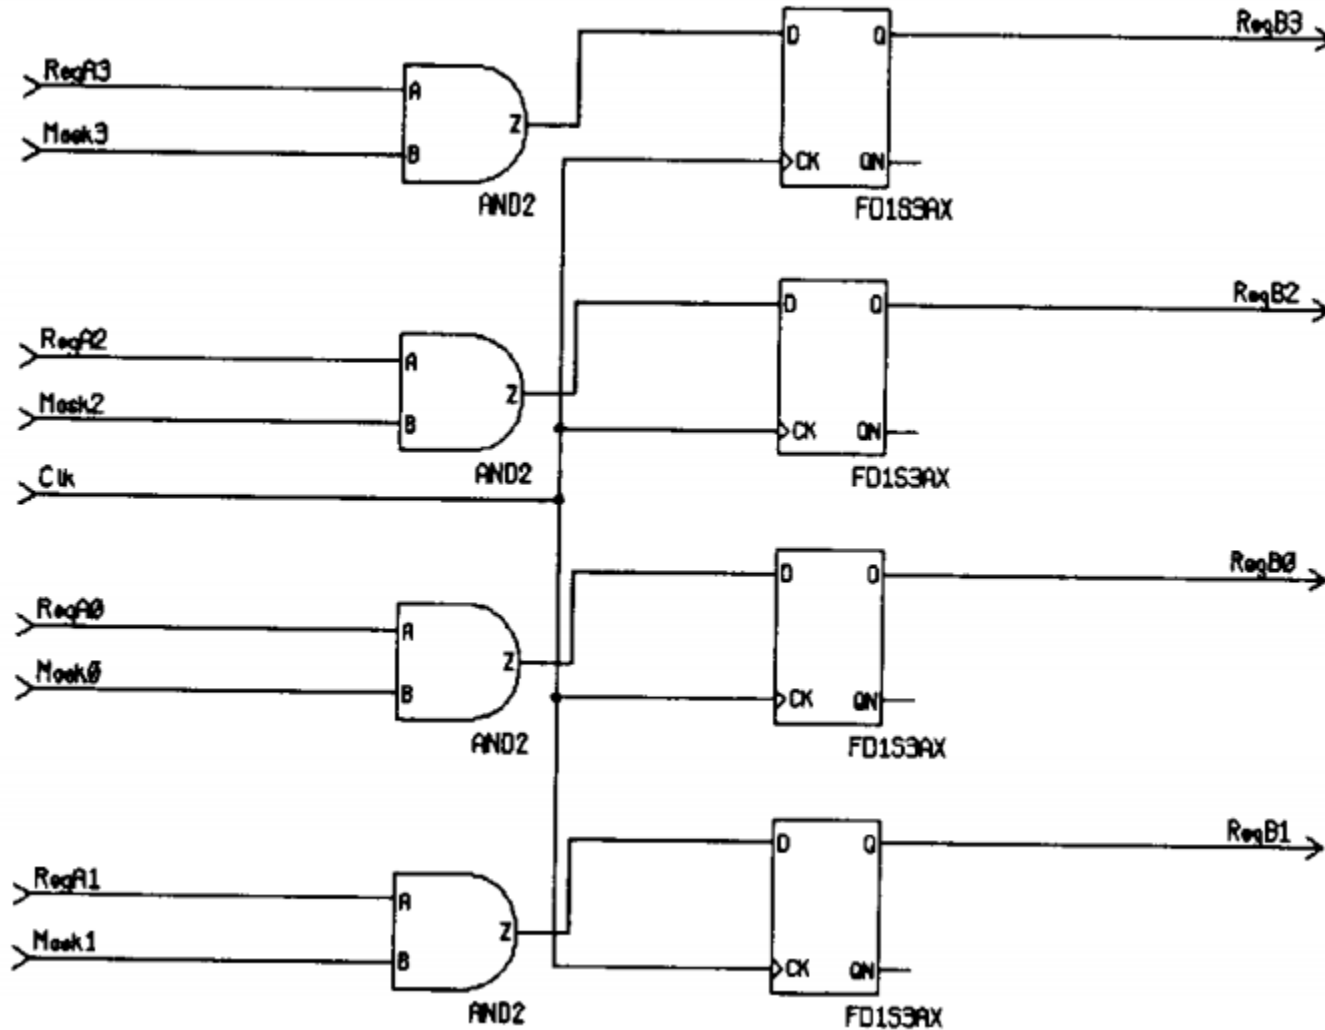 RegB3
D Q
RegA3
A
Z
Mask3
B
CK QN
AND2
FD1S3AX
RegB2
D Q
RegA2
A
Z
Mask2
B
CK QN
AND2
FD1S3AX
Clk
RegB0
D Q
RegA0
A
Z
Mask0
B
CK QN
AND2
FD1S3AX
RegB1
D Q
RegA1
A
Z
Mask1
B
CK QN
AND2
FD1S3AX